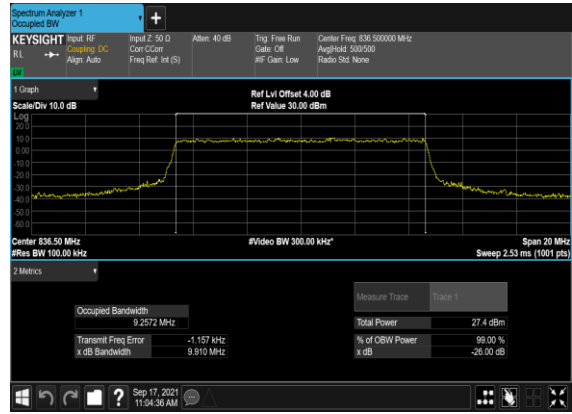 Spectrum Analyzer 1
Occupied BW
+
KEYSIGHT Input: RF Input Z: 50 Ω Atten: 40 dB Trig: Free Run Center Freq: 836.500000 MHz
RL Coupling: DC Corr CCorr Gate: Off Avg|Hold: 500/500
Align: Auto Freq Ref: Int (S) #IF Gain: Low Radio Std: None
LW
1 Graph Ref Lvl Offset 4.00 dB
Scale/Div 10.0 dB Ref Value 30.00 dBm
Log
20.0
10.0
0.00
-10.0
-20.0
-30.0
-40.0
-50.0
-60.0
Center 836.50 MHz #Video BW 300.00 kHz* Span 20 MHz
#Res BW 100.00 kHz Sweep 2.53 ms (1001 pts)
2 Metrics
Measure Trace Trace 1
Occupied Bandwidth
9.2572 MHz Total Power 27.4 dBm
Transmit Freq Error -1.157 kHz % of OBW Power 99.00 %
x dB Bandwidth 9.910 MHz x dB -26.00 dB
? Sep 17, 2021
11:04:36 AM